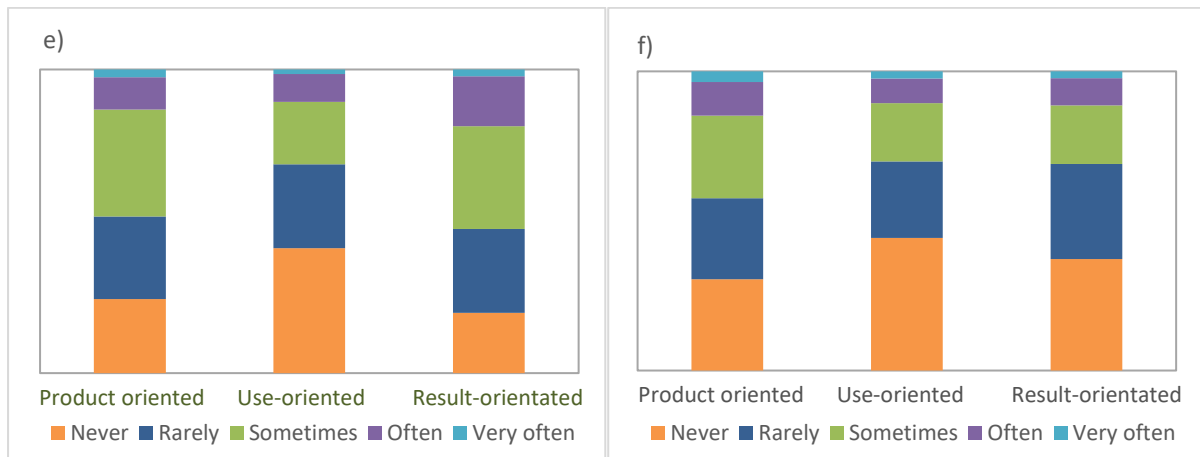 e)
Product oriented Use-oriented Result-orientated
Never Rarely Sometimes Often Very often
f)
Product oriented Use-oriented Result-orientated
Never Rarely Sometimes Often Very often